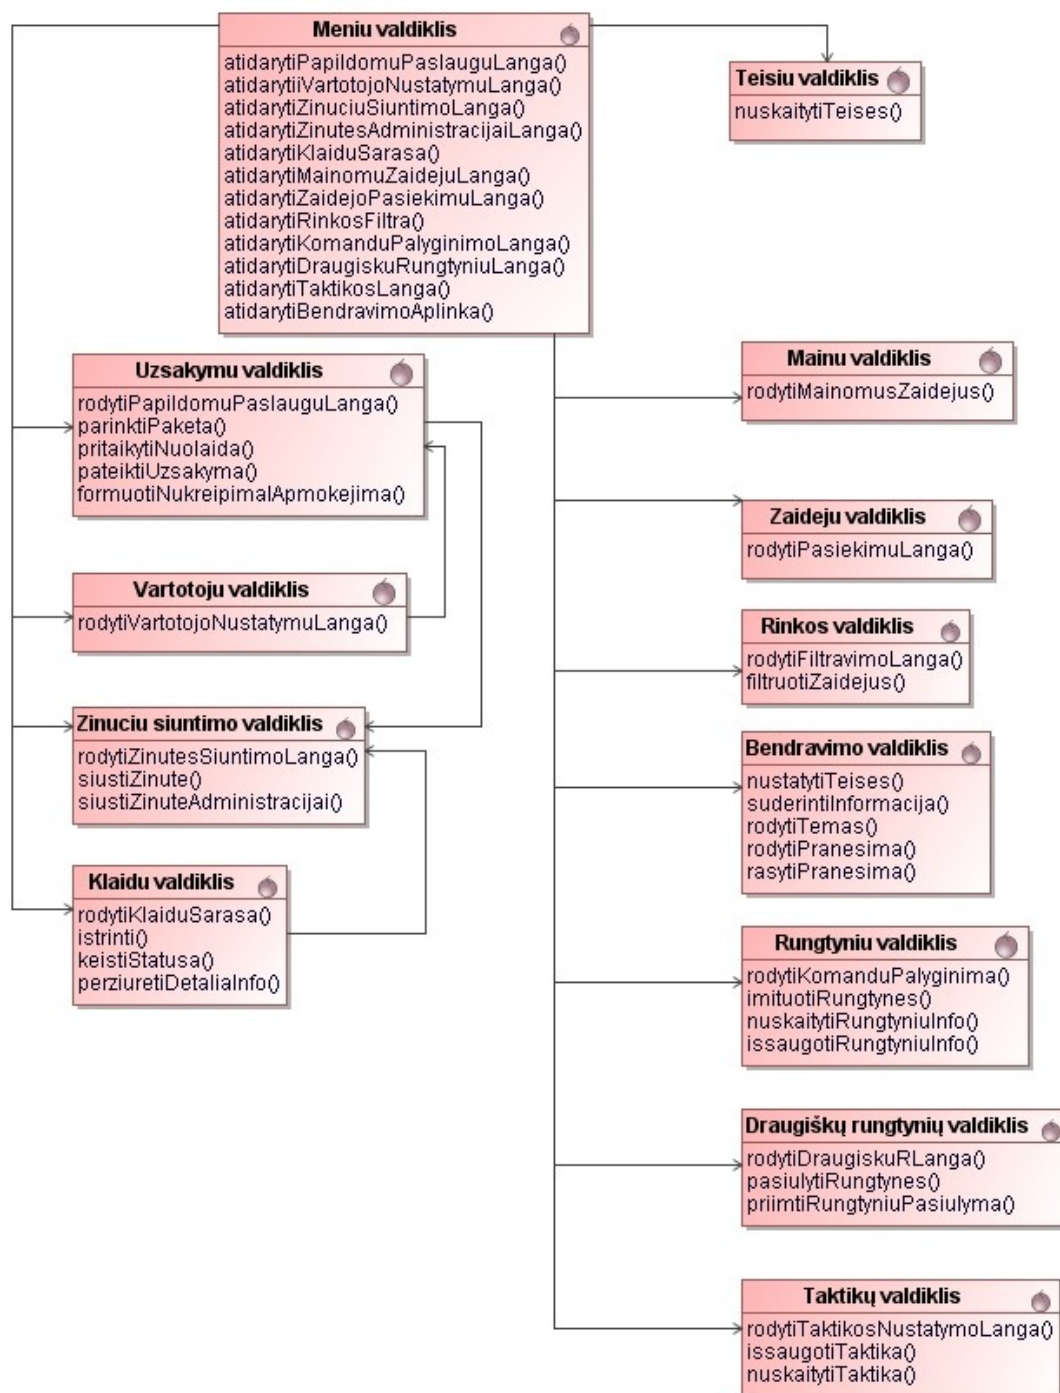 Meniu valdiklis
atidarytiPapildomuPaslauguLanga()
atidarytiiVartotojoNustatymuLanga()
atidarytiZinuciuSiuntimoLanga()
atidarytiZinutesAdministracijaiLanga()
atidarytiKlaiduSarasa()
atidarytiMainomuZaidejuLanga()
atidarytiZaidejoPasiekimuLanga()
atidarytiRinkosFiltra()
atidarytiKomanduPalyginimoLanga()
atidarytiDraugiskuRungtyniuLanga()
atidarytiTaktikosLanga()
atidarytiBendravimoAplinka()
Teisiu valdiklis
nuskaitytiTeises()
Uzsakymu valdiklis
rodytiPapildomuPaslauguLanga()
parinktiPaketa()
pritaikytiNuolaida()
pateiktiUzsakyma()
formuotiNukreipimaIApmokejima()
Vartotoju valdiklis
rodytiVartotojoNustatymuLanga()
Zinuciu siuntimo valdiklis
rodytiZinutesSiuntimoLanga()
siustiZinute()
siustiZinuteAdministracijai()
Klaidu valdiklis
rodytiKlaiduSarasa()
istrinti()
keistiStatusa()
perziuretiDetaliaInfo()
Mainu valdiklis
rodytiMainomusZaidejus()
Zaideju valdiklis
rodytiPasiekimuLanga()
Rinkos valdiklis
rodytiFiltravimoLanga()
filtruotiZaidejus()
Bendravimo valdiklis
nustatytiTeises()
suderintiInformacija()
rodytiTemas()
rodytiPranesima()
rasytiPranesima()
Rungtyniu valdiklis
rodytiKomanduPalyginima()
imituotiRungtynes()
nuskaitytiRungtyniuInfo()
issaugotiRungtyniuInfo()
Draugiškų rungtynių valdiklis
rodytiDraugiskuRLanga()
pasiulytiRungtynes()
priimtiRungtyniuPasiulyma()
Taktikų valdiklis
rodytiTaktikosNustatymoLanga()
issaugotiTaktika()
nuskaitytiTaktika()